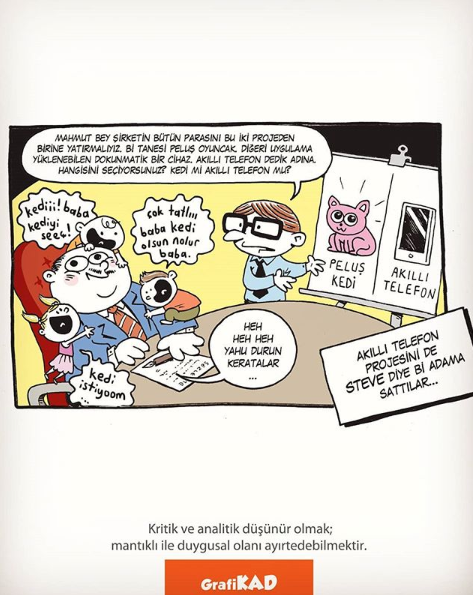 MAHMUT BEY ŞİRKETİN BÜTÜN PARASINI BU İKİ PROJEDEN
BİRİNE YATIRMALIYIZ. Bİ TANESİ PELUŞ OYUNCAK, DİĞERİ UYGULAMA
YÜKLENEBİLEN DOKUNMATİK BİR CİHAZ. AKILLI TELEFON DEDİK ADINA.
HANGİSİNİ SEÇİYORSUNUZ? KEDİ Mİ AKILLI TELEFON MU?
kediii! baba
kediyi
seeç!
çok tatlııı
baba kedi
olsun nolur
baba.
PELUŞ
KEDİ
AKILLI
TELEFON
HEH
HEH HEH
YAHU DURUN
KERATALAR
...
kedi
istiyoom
...
AKILLI TELEFON
PROJESİNİ DE
STEVE DİYE Bİ ADAMA
SATTILAR...
Kritik ve analitik düşünür olmak;
mantıklı ile duygusal olanı ayırtedebilmektir.
GrafiKAD